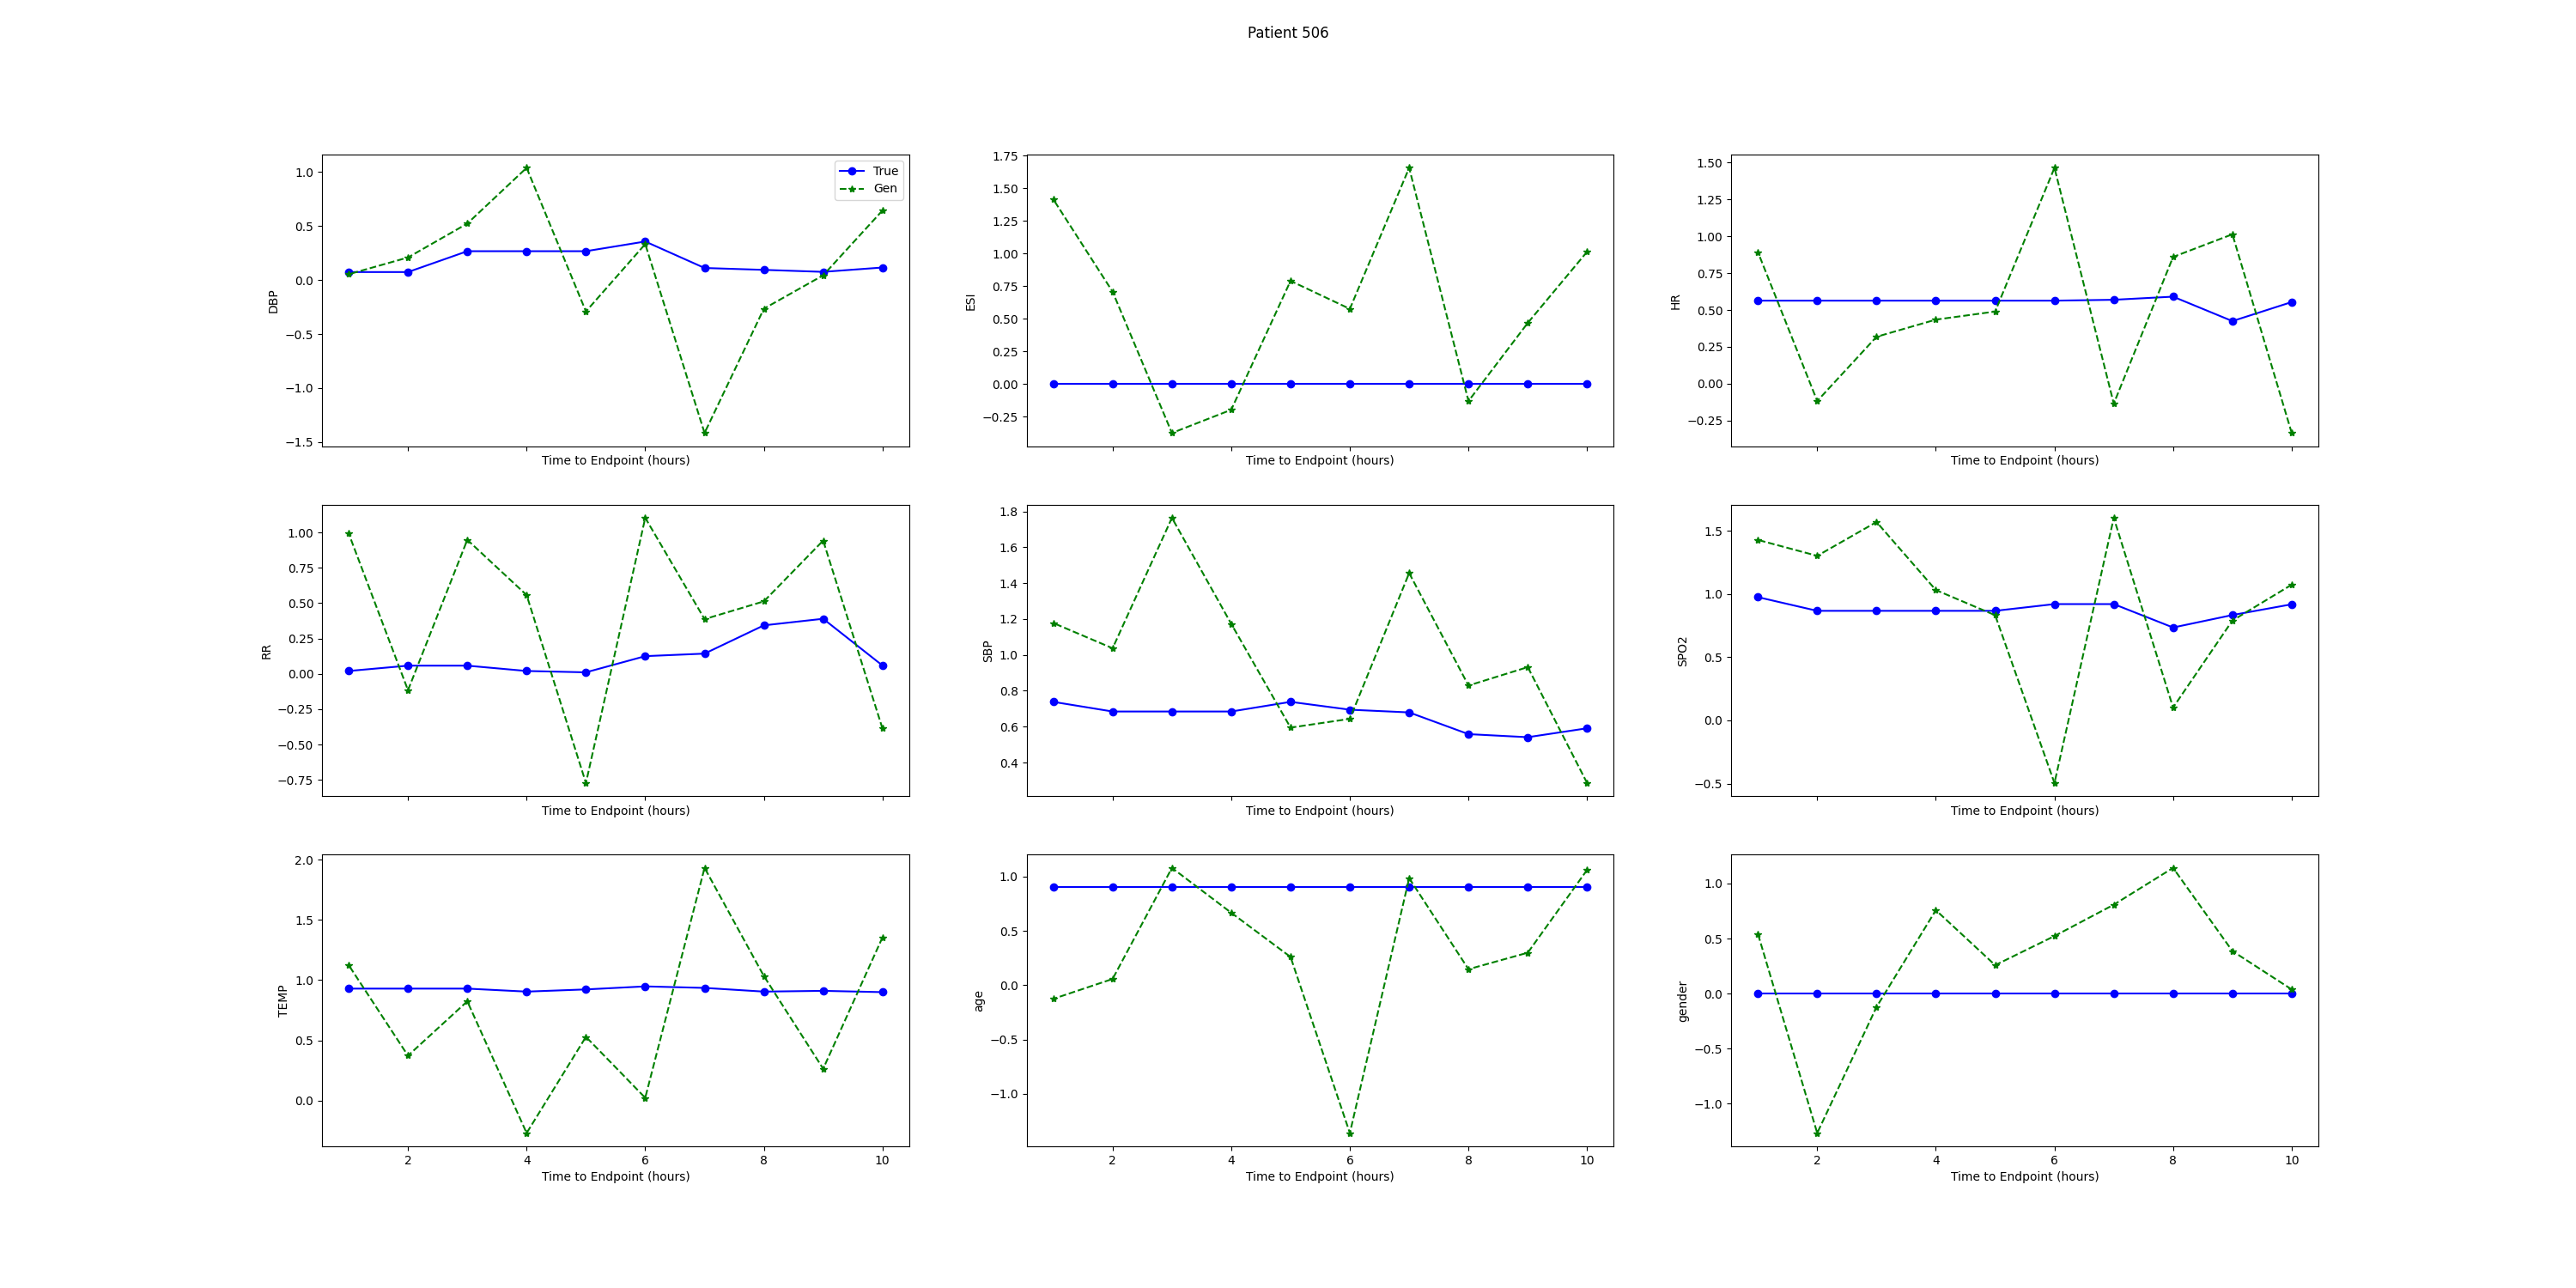 Patient 506
1.0
0.5
0.0
−0.5
−1.0
−1.5
DBP
True
Gen
Time to Endpoint (hours)
1.75
1.50
1.25
1.00
0.75
0.50
0.25
0.00
−0.25
ESI
Time to Endpoint (hours)
1.50
1.25
1.00
0.75
0.50
0.25
0.00
−0.25
HR
Time to Endpoint (hours)
1.00
0.75
0.50
0.25
0.00
−0.25
−0.50
−0.75
RR
Time to Endpoint (hours)
1.8
1.6
1.4
1.2
1.0
0.8
0.6
0.4
SBP
Time to Endpoint (hours)
1.5
1.0
0.5
0.0
−0.5
SPO2
Time to Endpoint (hours)
2.0
1.5
1.0
0.5
0.0
TEMP
2 4 6 8 10
Time to Endpoint (hours)
1.0
0.5
0.0
−0.5
−1.0
age
2 4 6 8 10
Time to Endpoint (hours)
1.0
0.5
0.0
−0.5
−1.0
gender
2 4 6 8 10
Time to Endpoint (hours)